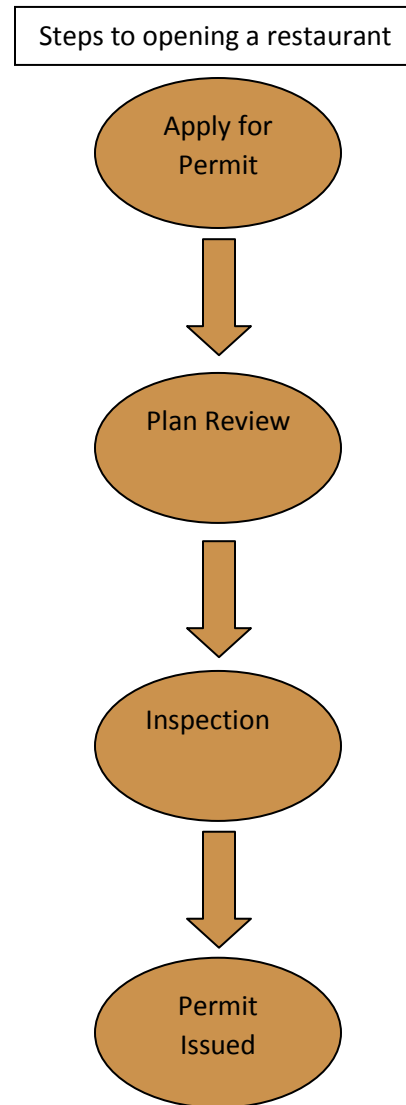 Steps to opening a restaurant
Apply for
Permit
Plan Review
Inspection
Permit
Issued